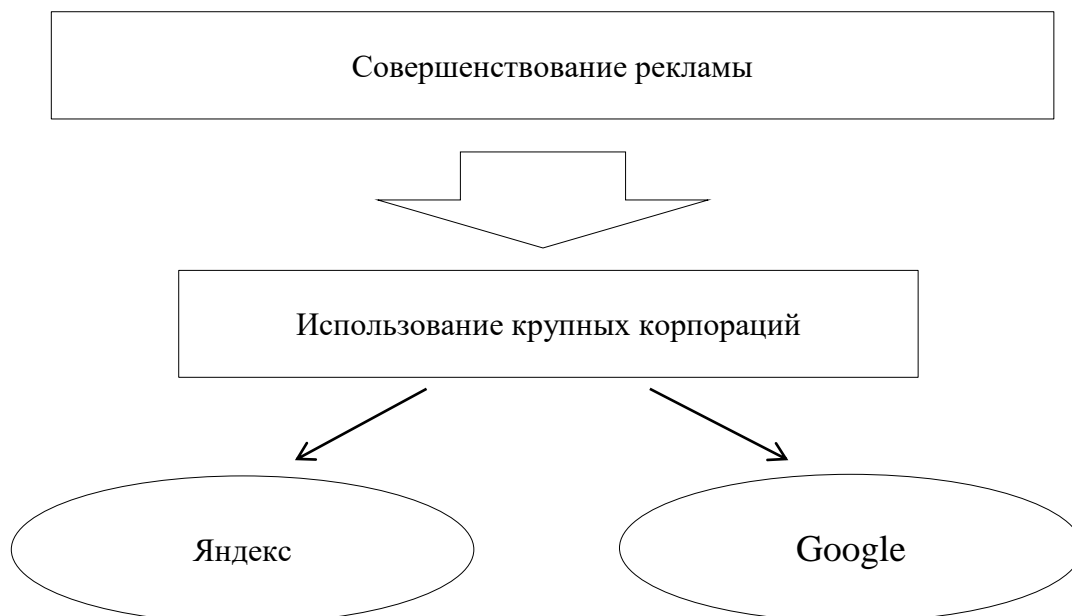 Совершенствование рекламы
Использование крупных корпораций
Яндекс
Google